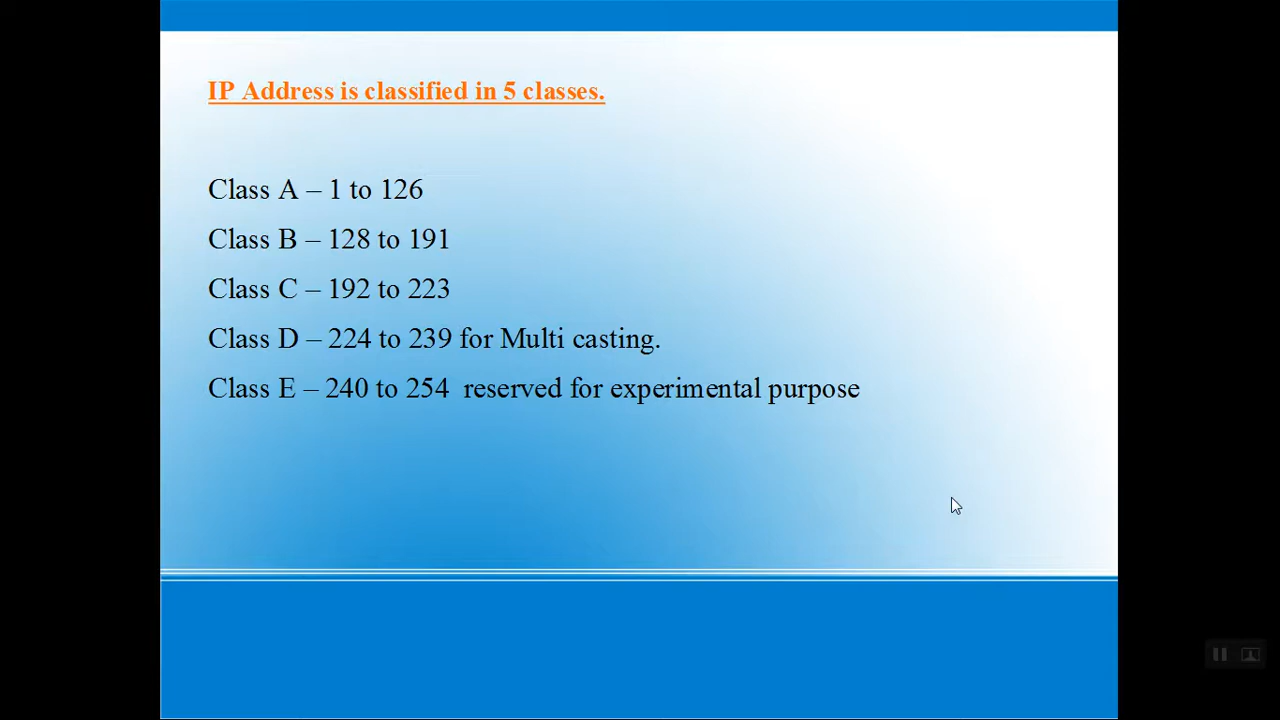 IP Address is classified in 5 classes.
Class A – 1 to 126
Class B – 128 to 191
Class C – 192 to 223
Class D – 224 to 239 for Multi casting.
Class E – 240 to 254  reserved for experimental purpose